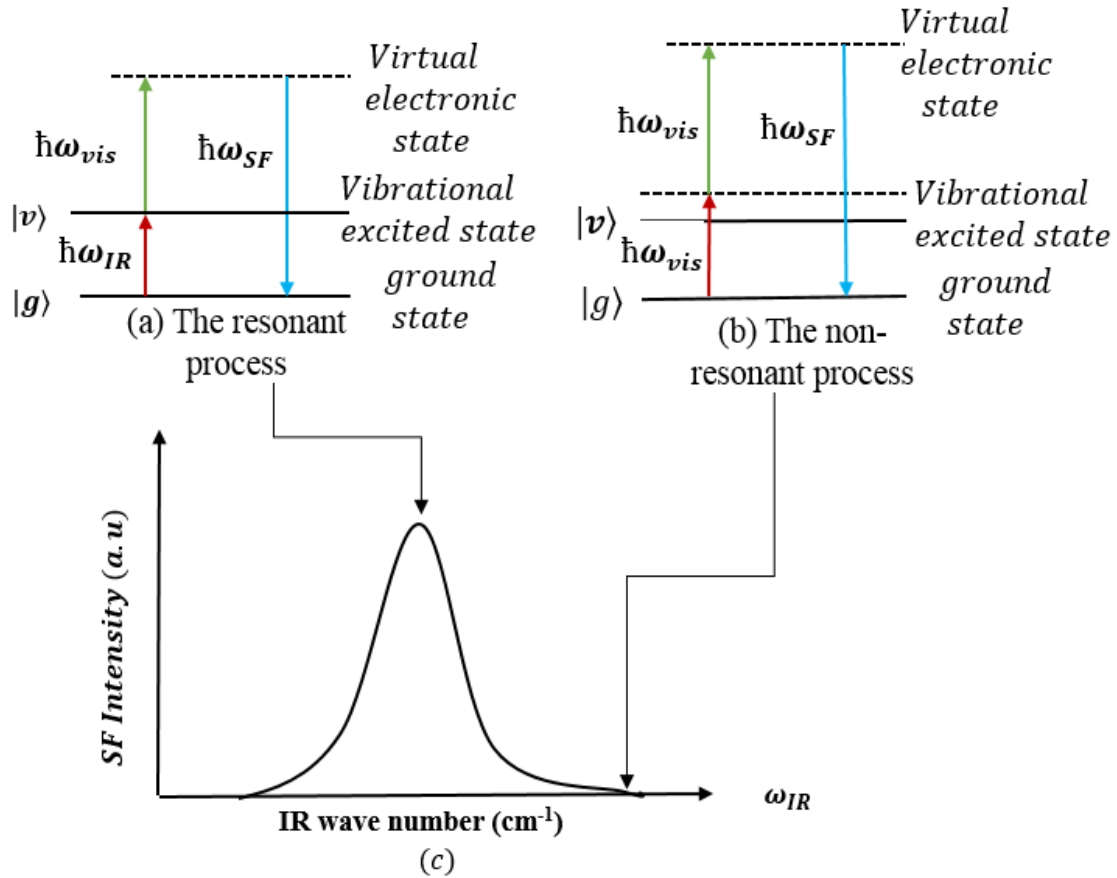 Virtual
electronic
state
ħω_vis
ħω_SF
|v⟩
Vibrational
excited state
ħω_IR
ground
state
|g⟩
(a) The resonant
process
Virtual
electronic
state
ħω_vis
ħω_SF
|v⟩
Vibrational
excited state
ħω_vis
ground
state
|g⟩
(b) The non-
resonant process
SF Intensity (a.u)
ω_IR
IR wave number (cm⁻¹)
(c)